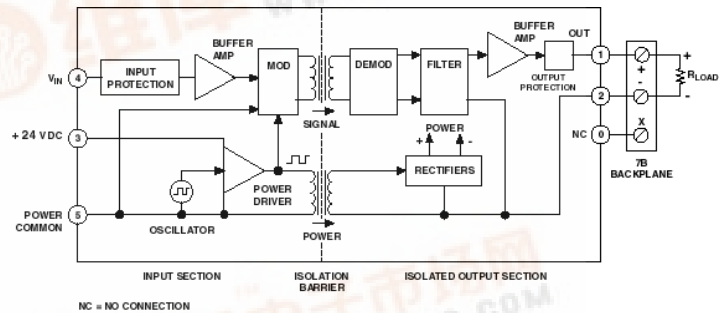 BUFFER
AMP
INPUT
PROTECTION
VIN
4
MOD
SIGNAL
DEMOD
FILTER
BUFFER
AMP
OUT
OUTPUT
PROTECTION
1
+
-
2
+
RLOAD
-
NC
0
X
7B
BACKPLANE
+ 24 VDC
3
POWER
DRIVER
OSCILLATOR
POWER
COMMON
5
POWER
POWER
+
-
RECTIFIERS
INPUT SECTION
ISOLATION
BARRIER
ISOLATED OUTPUT SECTION
NC = NO CONNECTION